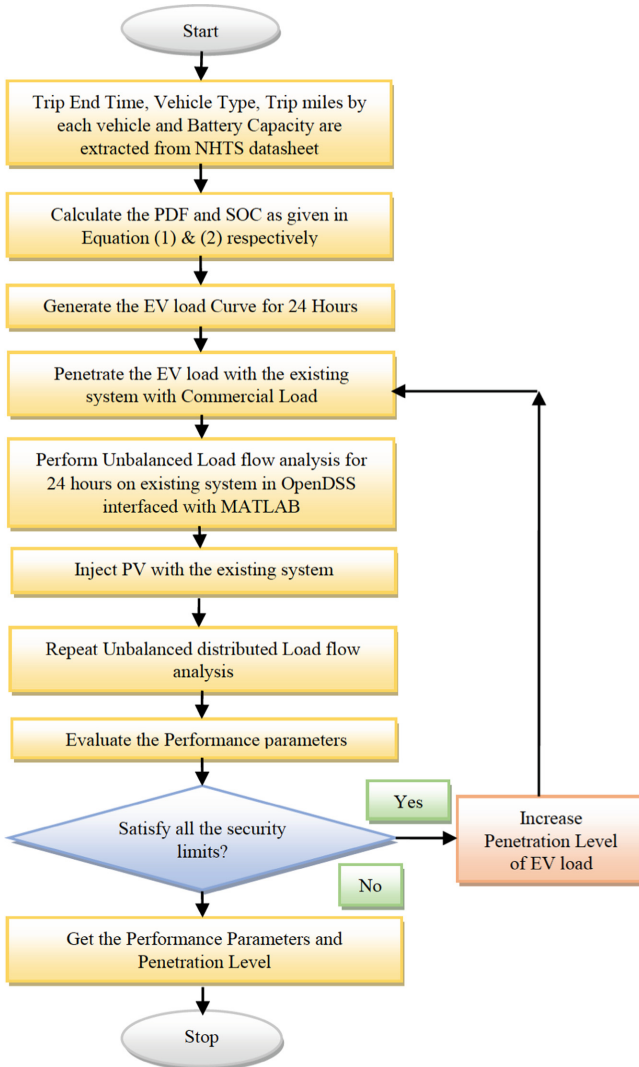 Start
Trip End Time, Vehicle Type, Trip miles by
each vehicle and Battery Capacity are
extracted from NHTS datasheet
Calculate the PDF and SOC as given in
Equation (1) & (2) respectively
Generate the EV load Curve for 24 Hours
Penetrate the EV load with the existing
system with Commercial Load
Perform Unbalanced Load flow analysis for
24 hours on existing system in OpenDSS
interfaced with MATLAB
Inject PV with the existing system
Repeat Unbalanced distributed Load flow
analysis
Evaluate the Performance parameters
Satisfy all the security
limits?
Yes
Increase
Penetration Level
of EV load
No
Get the Performance Parameters and
Penetration Level
Stop